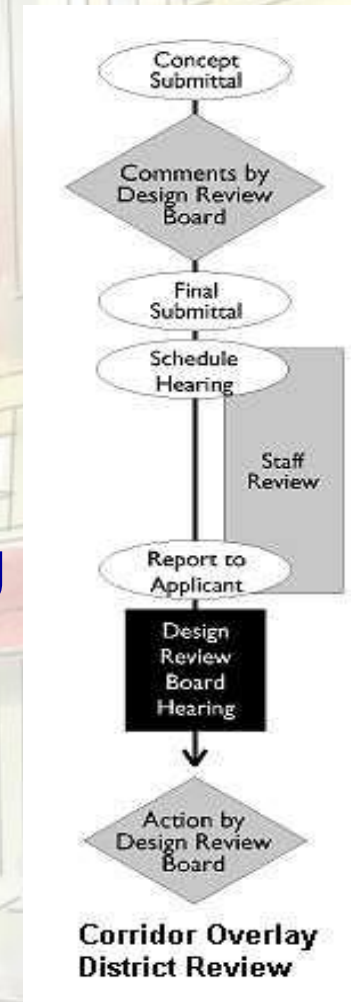 Concept
Submittal
Comments by
Design Review
Board
Final
Submittal
Schedule
Hearing
Staff
Review
Report to
Applicant
Design
Review
Board
Hearing
Action by
Design Review
Board
Corridor Overlay
District Review